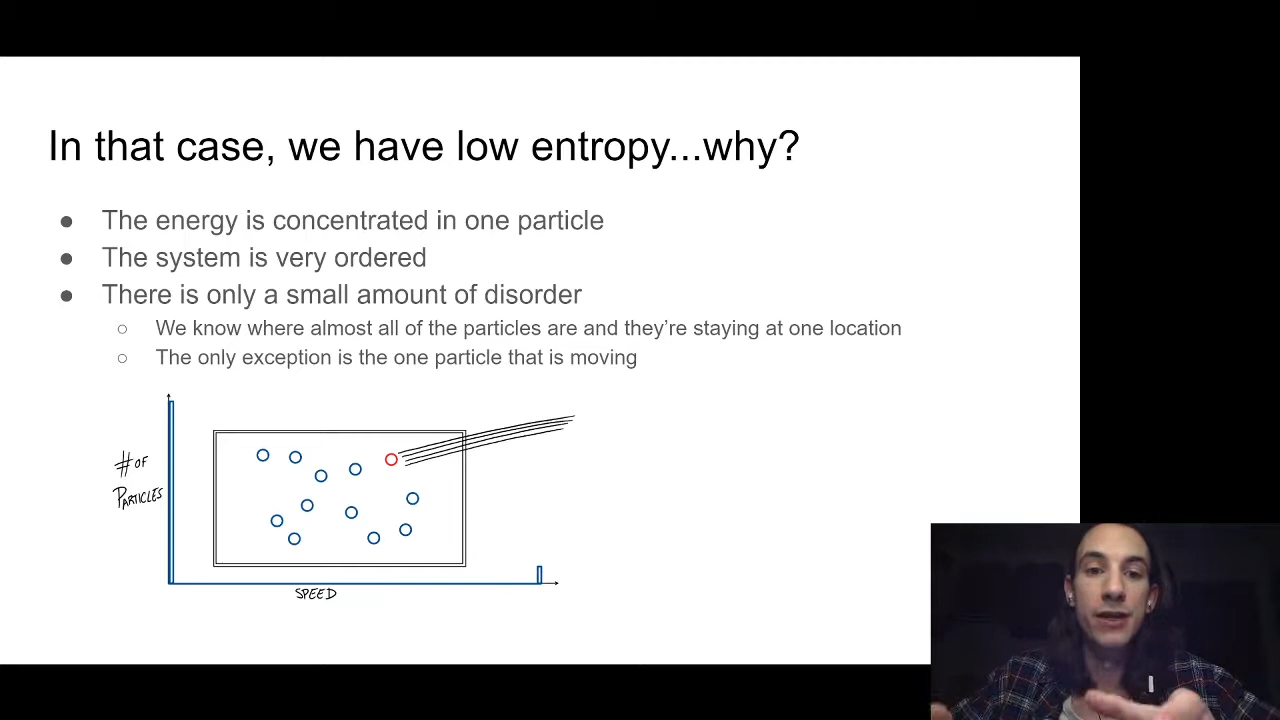 In that case, we have low entropy...why?
● The energy is concentrated in one particle
● The system is very ordered
● There is only a small amount of disorder
○ We know where almost all of the particles are and they're staying at one location
○ The only exception is the one particle that is moving
# OF
PARTICLES
SPEED